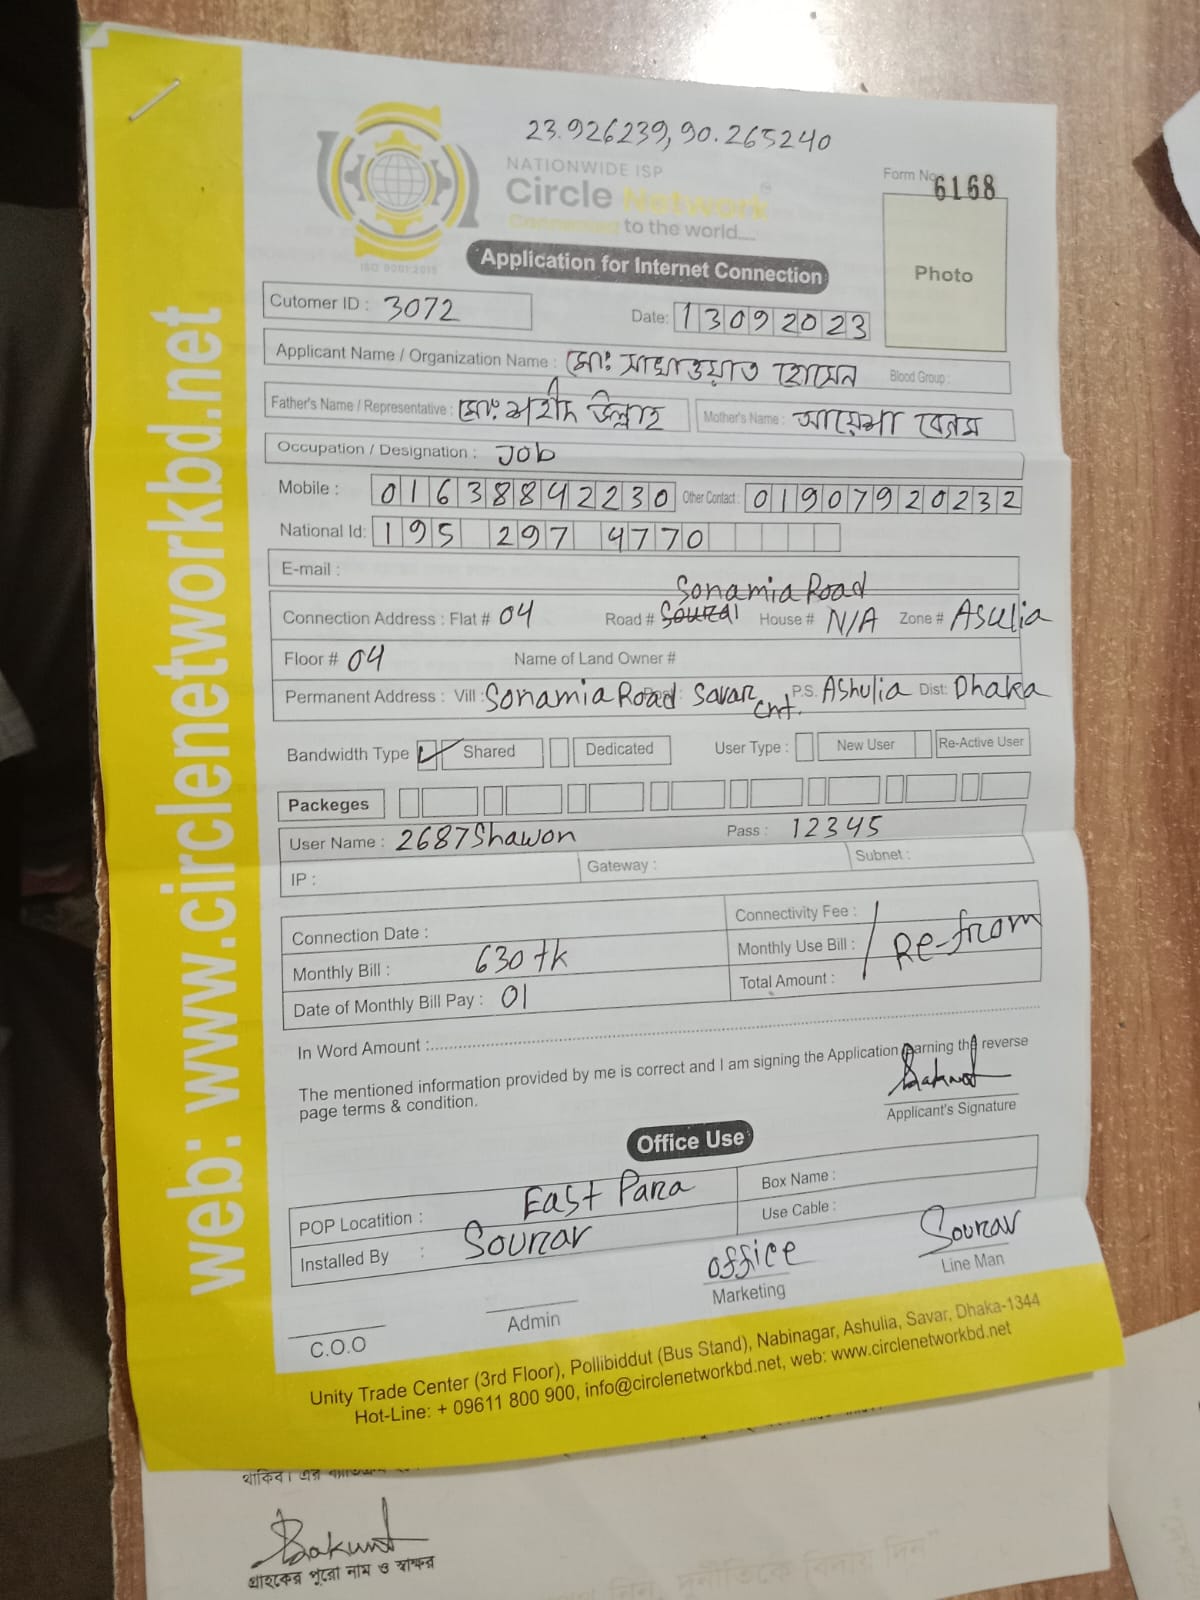 23.926239, 90.265240
NATIONWIDE ISP
Circle Network
Connected to the world....
ISO 9001:2015
Form No. 6168
Photo
Application for Internet Connection
Cutomer ID : 3072
Date: 13092023
Applicant Name / Organization Name : মোঃ সাখাওয়াত হোসেন Blood Group :
Father's Name / Representative : মোঃ শহীদ উল্লাহ Mother's Name : আয়েশা বেগম
Occupation / Designation : Job
Mobile : 01638842230 Other Contact : 01907920232
National Id: 195 297 4770
E-mail :
Sonamia Road
Connection Address : Flat # 04 Road # House # N/A Zone # Asulia
Floor # 04 Name of Land Owner #
Permanent Address : Vill : Sonamia Road Post : Savar Cnt. P.S. Ashulia Dist: Dhaka
Bandwidth Type Shared Dedicated User Type : New User Re-Active User
Packeges
User Name : 2687Shawon Pass : 12345
IP : Gateway : Subnet :
Connection Date : Connectivity Fee :
Monthly Bill : 630 tk Monthly Use Bill : Re-from
Date of Monthly Bill Pay : 01 Total Amount :
In Word Amount :
The mentioned information provided by me is correct and I am signing the Application the reverse
page terms & condition.
Applicant's Signature
Office Use
POP Locatition : East Para Box Name :
Installed By : Sourav Use Cable :
C.O.O
Admin
office
Marketing
Sourav
Line Man
Unity Trade Center (3rd Floor), Pollibiddut (Bus Stand), Nabinagar, Ashulia, Savar, Dhaka-1344
Hot-Line: + 09611 800 900, info@circlenetworkbd.net, web: www.circlenetworkbd.net
web: www.circlenetworkbd.net
থাকিব। এর
গ্রাহকের পুরো নাম ও স্বাক্ষর